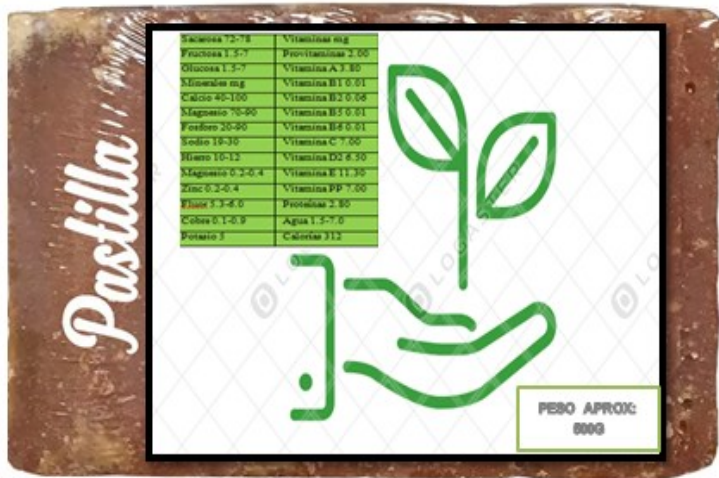 Pastilla
Sacarosa 72-78 Vitaminas mg
Fructosa 1.5-7 Provitaminas 2.00
Glucosa 1.5-7 Vitamina A 3.80
Minerales mg Vitamina B1 0.01
Calcio 40-100 Vitamina B2 0.06
Magnesio 70-90 Vitamina B5 0.01
Fosforo 20-90 Vitamina B6 0.01
Sodio 19-30 Vitamina C 7.00
Hierro 10-12 Vitamina D2 6.50
Magnesio 0.2-0.4 Vitamina E 11.30
Zinc 0.2-0.4 Vitamina PP 7.00
5.3-6.0 Proteinas 2.80
Cobre 0.1-0.9 Agua 1.5-7.0
Potasio 5 Calorias 312
PESO APROX:
500G